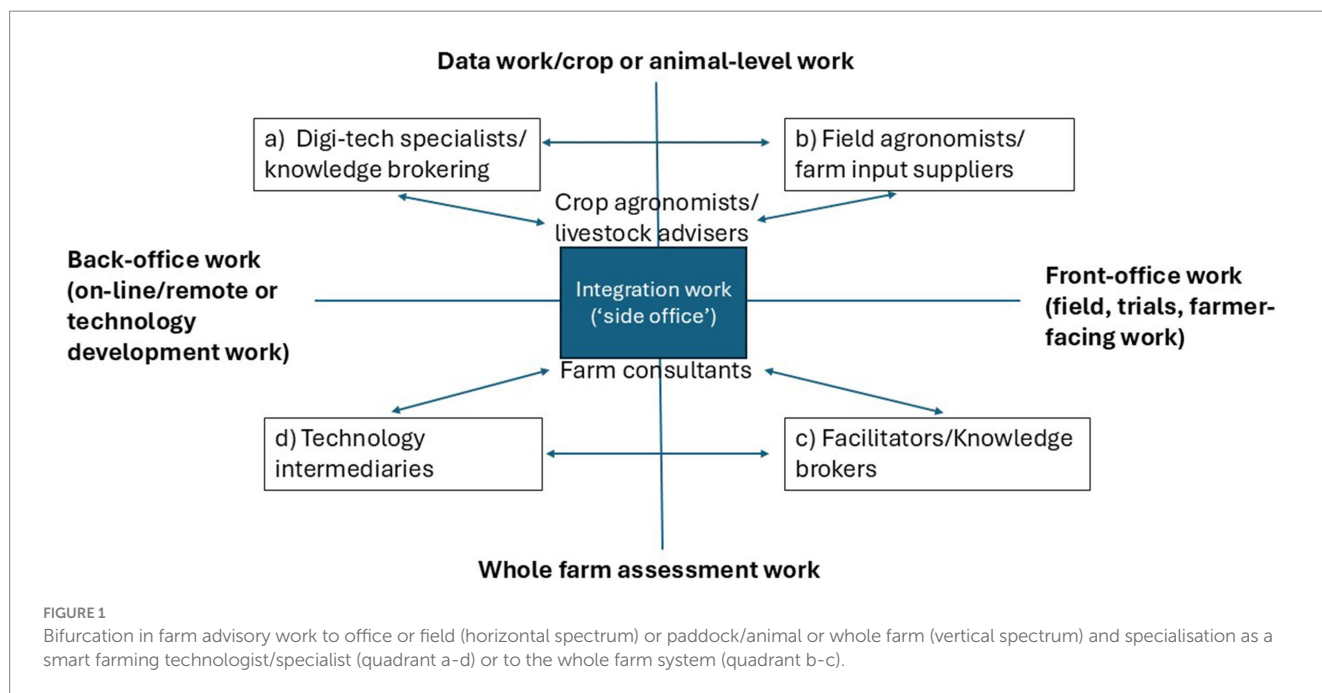 Data work/crop or animal-level work
a) Digi-tech specialists/
knowledge brokering
b) Field agronomists/
farm input suppliers
Crop agronomists/
livestock advisers
Back-office work
(on-line/remote or
technology
development work)
Integration work
(‘side office’)
Front-office work
(field, trials, farmer-
facing work)
Farm consultants
d) Technology
intermediaries
c) Facilitators/Knowledge
brokers
Whole farm assessment work
FIGURE 1
Bifurcation in farm advisory work to office or field (horizontal spectrum) or paddock/animal or whole farm (vertical spectrum) and specialisation as a
smart farming technologist/specialist (quadrant a-d) or to the whole farm system (quadrant b-c).